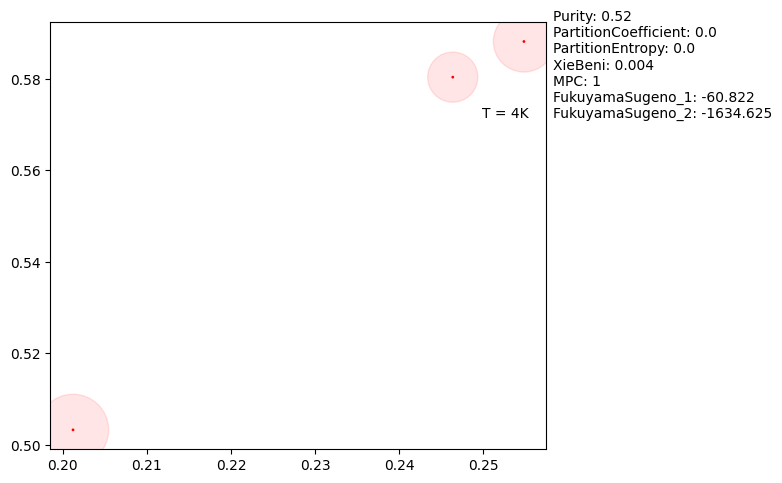 Purity: 0.52
PartitionCoefficient: 0.0
PartitionEntropy: 0.0
XieBeni: 0.004
MPC: 1
FukuyamaSugeno_1: -60.822
FukuyamaSugeno_2: -1634.625
T = 4K
0.58
0.56
0.54
0.52
0.50
0.20 0.21 0.22 0.23 0.24 0.25